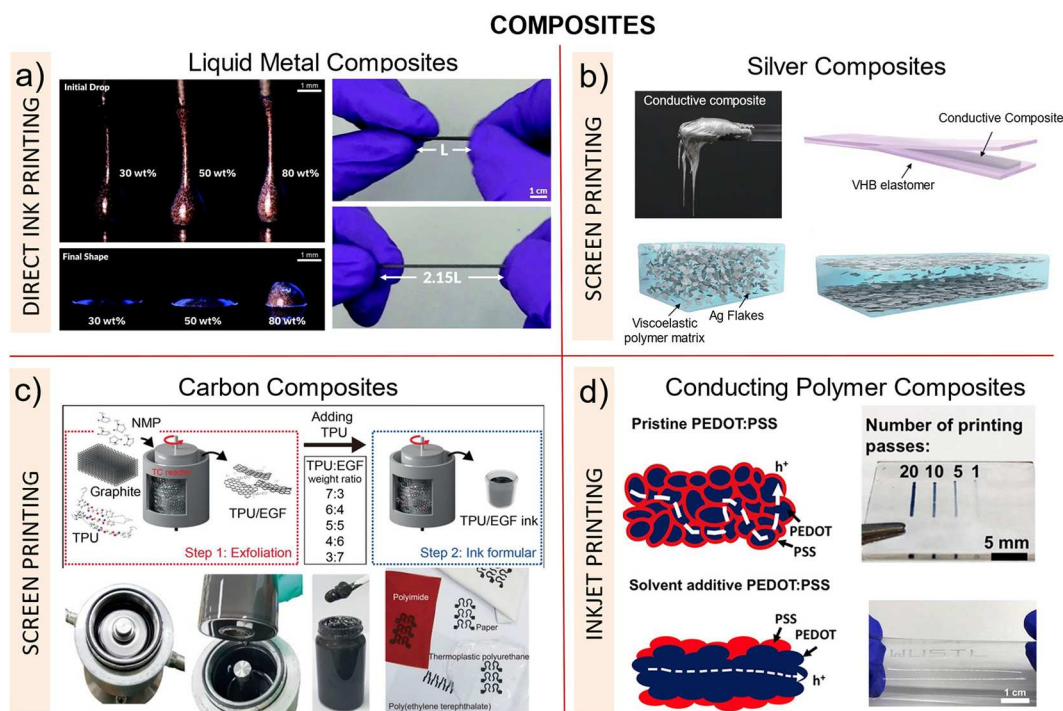 COMPOSITES
DIRECT INK PRINTING
a)
Liquid Metal Composites
Initial Drop
1 mm
30 wt%
50 wt%
80 wt%
Final Shape
1 mm
30 wt%
50 wt%
80 wt%
L
1 cm
2.15L
SCREEN PRINTING
b)
Silver Composites
Conductive composite
Conductive Composite
VHB elastomer
Viscoelastic
polymer matrix
Ag Flakes
SCREEN PRINTING
c)
Carbon Composites
NMP
Graphite
TPU
TC reactor
TPU/EGF
Step 1: Exfoliation
Adding
TPU
TPU:EGF
weight ratio
7:3
6:4
5:5
4:6
3:7
TPU/EGF ink
Step 2: Ink formular
Polyimide
Paper
Thermoplastic polyurethane
Poly(ethylene terephthalate)
INKJET PRINTING
d)
Conducting Polymer Composites
Pristine PEDOT:PSS
h+
PEDOT
PSS
Number of printing
passes:
20 10 5 1
5 mm
Solvent additive PEDOT:PSS
PSS
PEDOT
h+
WUSTL
1 cm